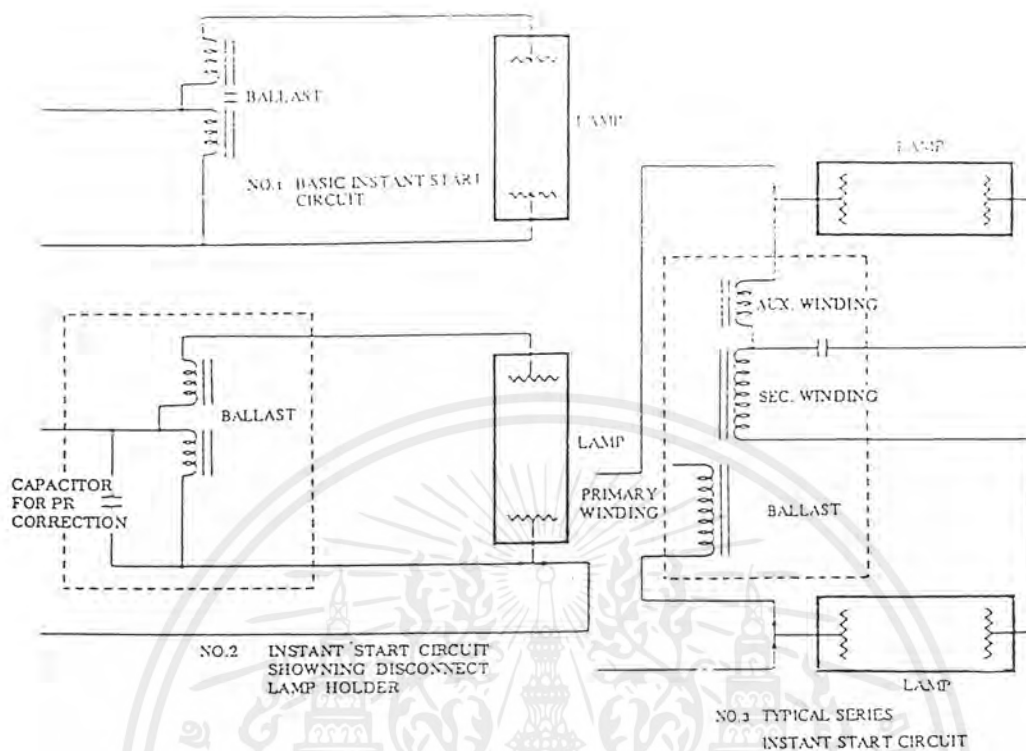 BALLAST
LAMP
NO.1 BASIC INSTANT START
CIRCUIT
BALLAST
LAMP
CAPACITOR
FOR PR
CORRECTION
NO.2 INSTANT START CIRCUIT
SHOWNING DISCONNECT
LAMP HOLDER
LAMP
AUX. WINDING
SEC. WINDING
PRIMARY
WINDING
BALLAST
LAMP
NO.3 TYPICAL SERIES
INSTANT START CIRCUIT